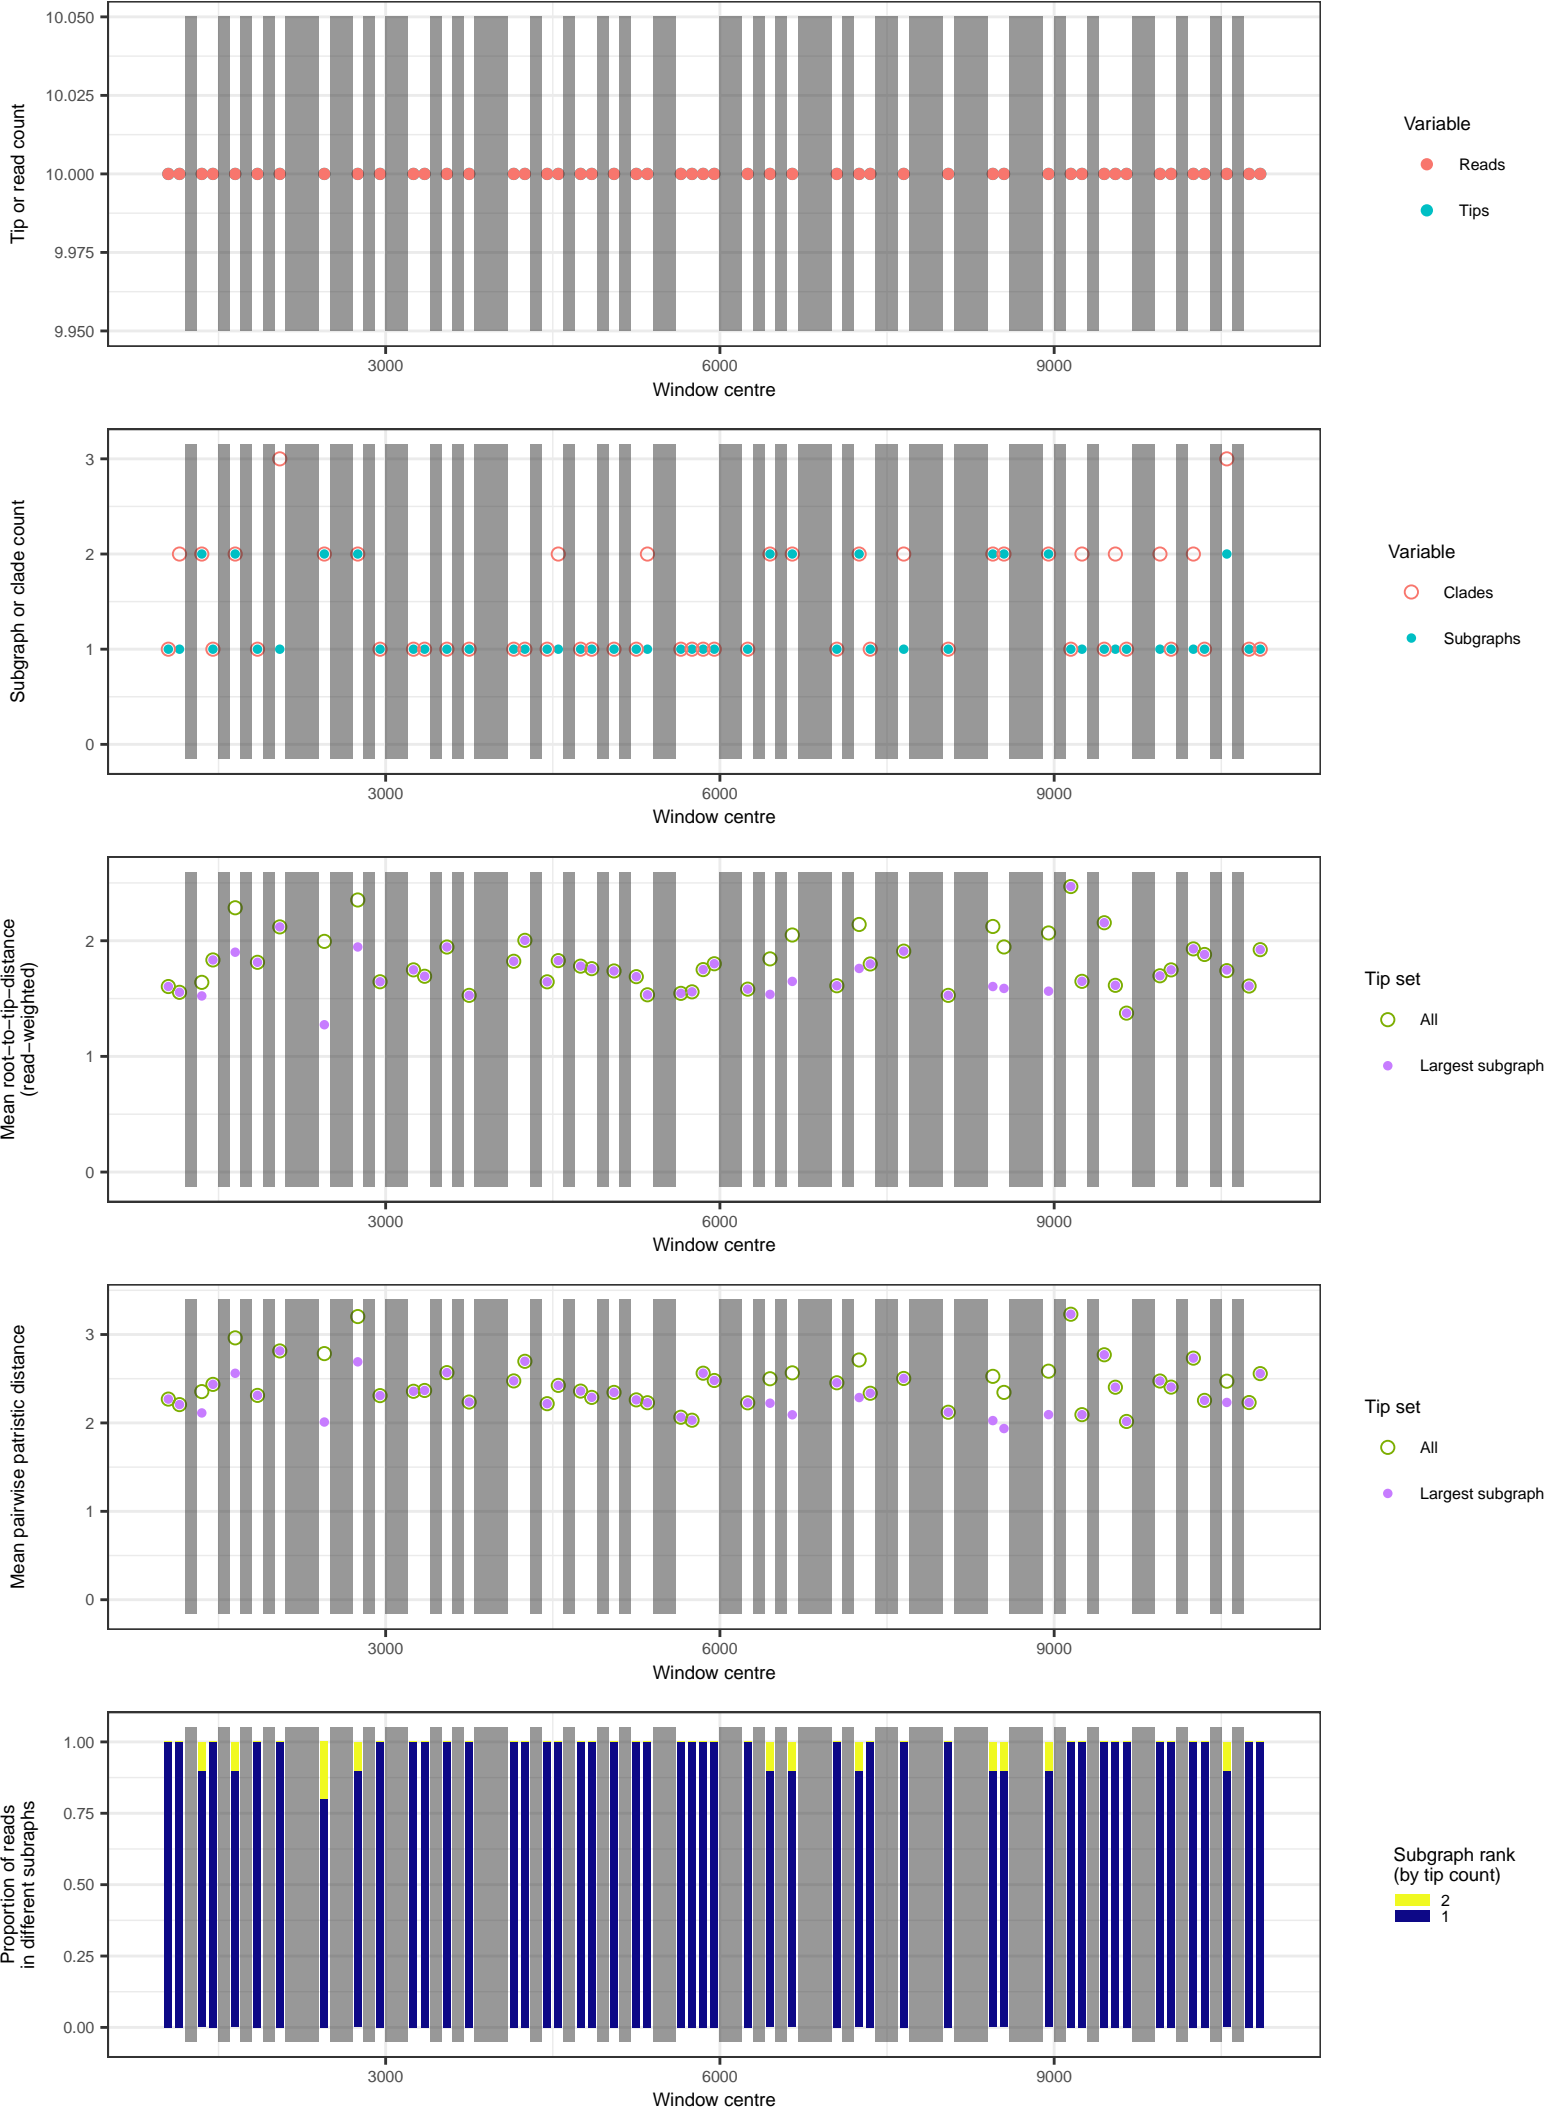 10.050
10.025
10.000
9.975
9.950
Tip or read count
3000
6000
9000
Window centre
Variable
Reads
Tips
3
2
1
0
Subgraph or clade count
3000
6000
9000
Window centre
Variable
Clades
Subgraphs
2
1
0
Mean root−to−tip−distance
(read−weighted)
3000
6000
9000
Window centre
Tip set
All
Largest subgraph
3
2
1
0
Mean pairwise patristic distance
3000
6000
9000
Window centre
Tip set
All
Largest subgraph
1.00
0.75
0.50
0.25
0.00
Proportion of reads
in different subraphs
3000
6000
9000
Window centre
Subgraph rank
(by tip count)
2
1